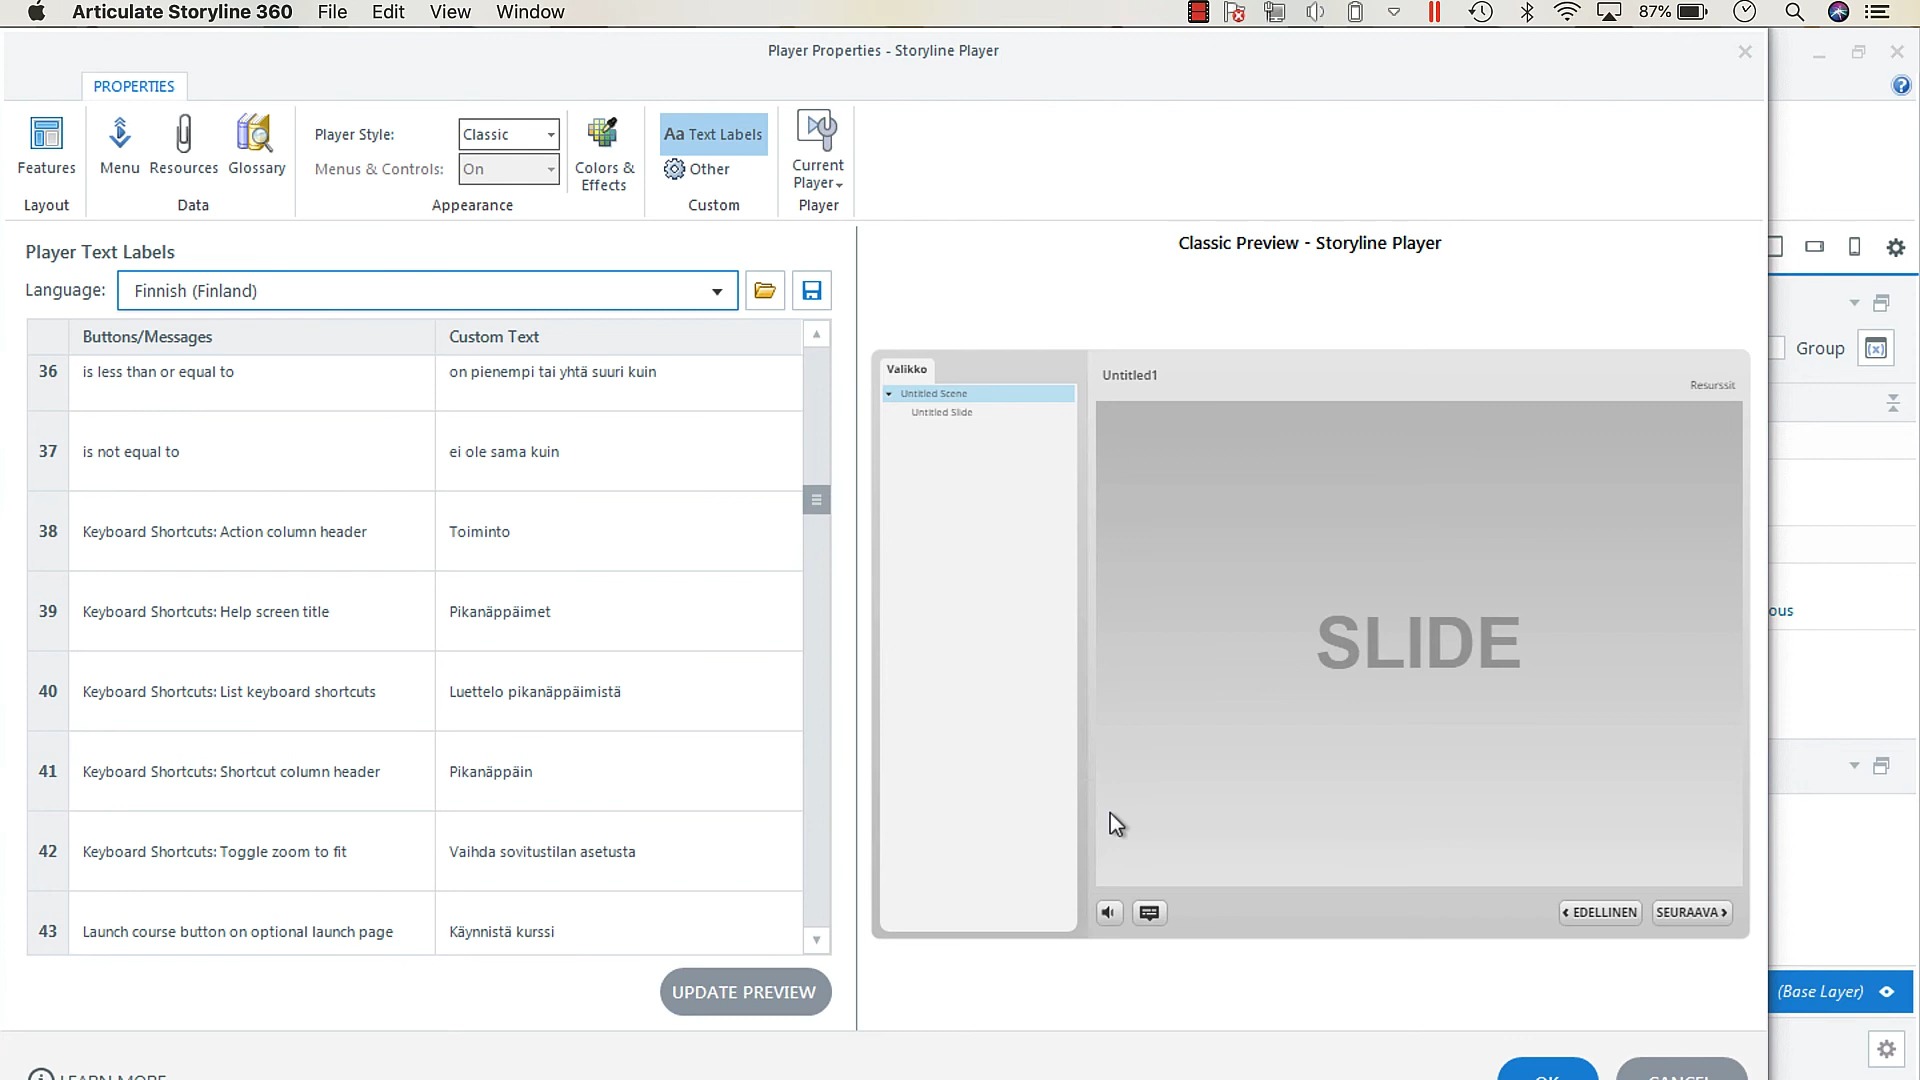 Articulate Storyline 360 File Edit View Window 87%
Player Properties - Storyline Player
PROPERTIES
Features
Layout
Menu Resources Glossary
Data
Player Style: Classic
Menus & Controls: On
Colors & Effects
Appearance
Aa Text Labels
Other
Custom
Current Player
Player
Player Text Labels
Language: Finnish (Finland)
Buttons/Messages Custom Text
36 is less than or equal to on pienempi tai yhtä suuri kuin
37 is not equal to ei ole sama kuin
38 Keyboard Shortcuts: Action column header Toiminto
39 Keyboard Shortcuts: Help screen title Pikanäppäimet
40 Keyboard Shortcuts: List keyboard shortcuts Luettelo pikanäppäimistä
41 Keyboard Shortcuts: Shortcut column header Pikanäppäin
42 Keyboard Shortcuts: Toggle zoom to fit Vaihda sovitustilan asetusta
43 Launch course button on optional launch page Käynnistä kurssi
UPDATE PREVIEW
LEARN MORE
Classic Preview - Storyline Player
Valikko
Untitled Scene
Untitled Slide
Untitled1
Resurssit
SLIDE
EDELLINEN SEURAAVA
OK CANCEL
Group
ous
(Base Layer)